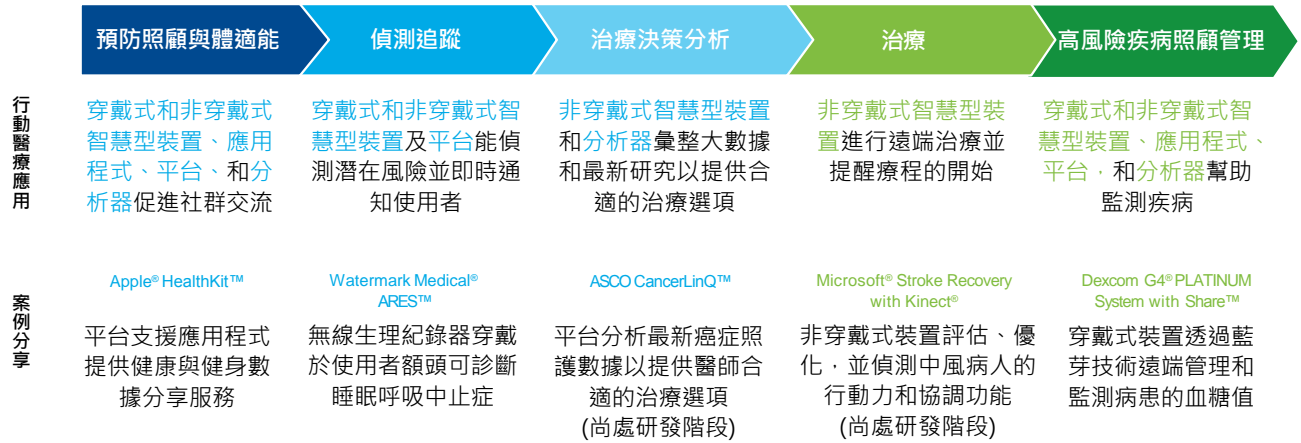 預防照顧與體適能
偵測追蹤
治療決策分析
治療
高風險疾病照顧管理
行動醫療應用
穿戴式和非穿戴式
智慧型裝置、應用
程式、平台、和分
析器促進社群交流
穿戴式和非穿戴式智
慧型裝置及平台能偵
測潛在風險並即時通
知使用者
非穿戴式智慧型裝置
和分析器彙整大數據
和最新研究以提供合
適的治療選項
非穿戴式智慧型裝
置進行遠端治療並
提醒療程的開始
穿戴式和非穿戴式智
慧型裝置、應用程式、
平台，和分析器幫助
監測疾病
案例分享
Apple® HealthKit™
平台支援應用程式
提供健康與健身數
據分享服務
Watermark Medical®
ARES™
無線生理紀錄器穿戴
於使用者額頭可診斷
睡眠呼吸中止症
ASCO CancerLinQ™
平台分析最新癌症照
護數據以提供醫師合
適的治療選項
(尚處研發階段)
Microsoft® Stroke Recovery
with Kinect®
非穿戴式裝置評估、優
化，並偵測中風病人的
行動力和協調功能
(尚處研發階段)
Dexcom G4® PLATINUM
System with Share™
穿戴式裝置透過藍
芽技術遠端管理和
監測病患的血糖值